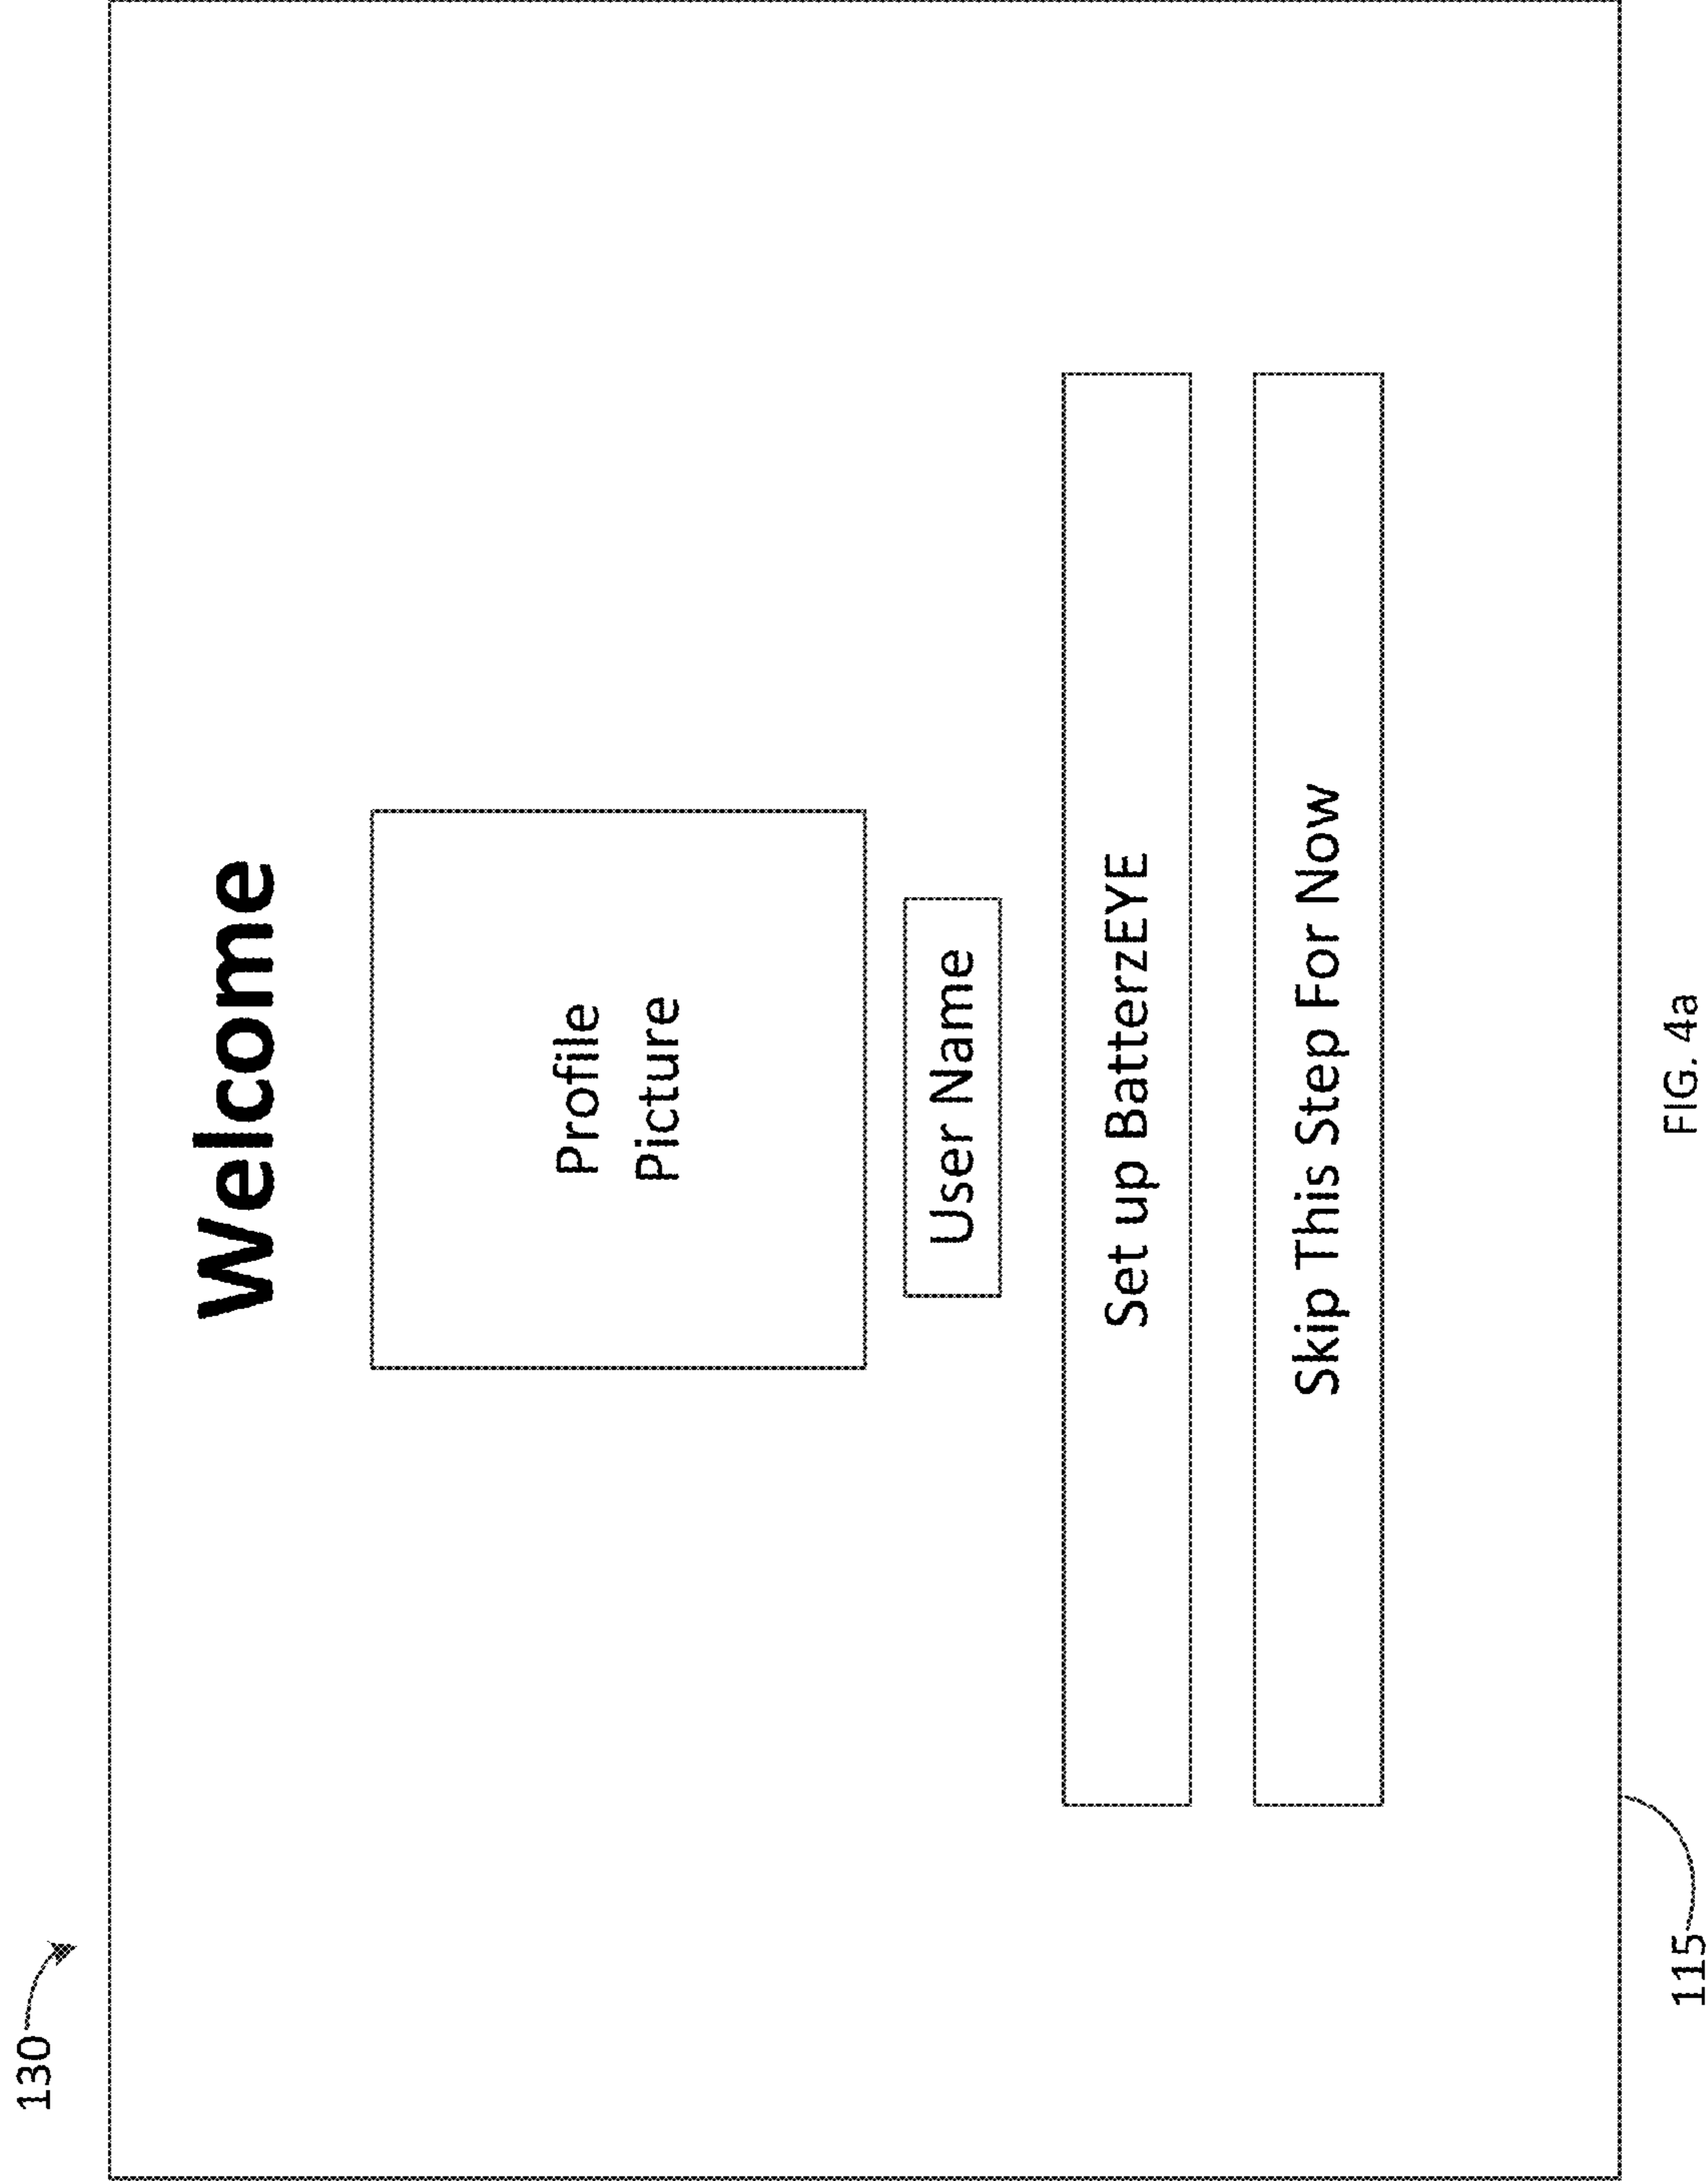 130
Welcome
Profile
Picture
User Name
Set up BatterzEYE
Skip This Step For Now
115
FIG. 4a